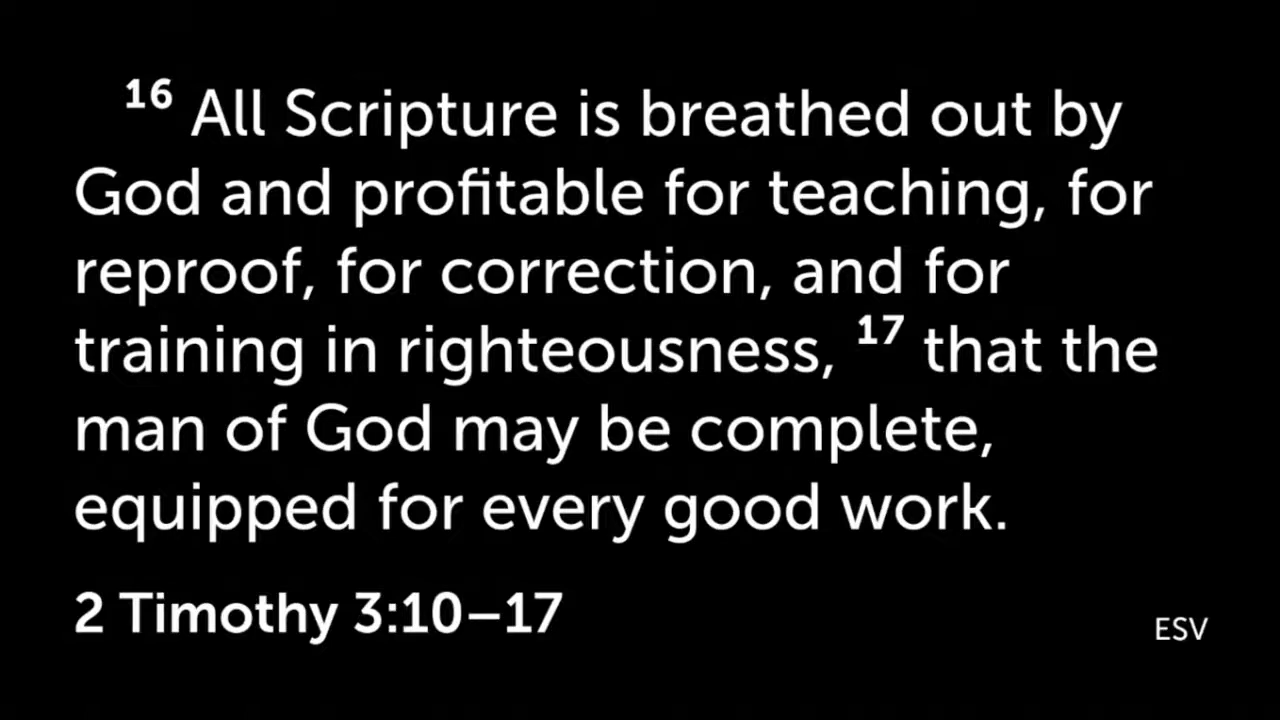 16 All Scripture is breathed out by
God and profitable for teaching, for
reproof, for correction, and for
training in righteousness, 17 that the
man of God may be complete,
equipped for every good work.
2 Timothy 3:10–17
ESV